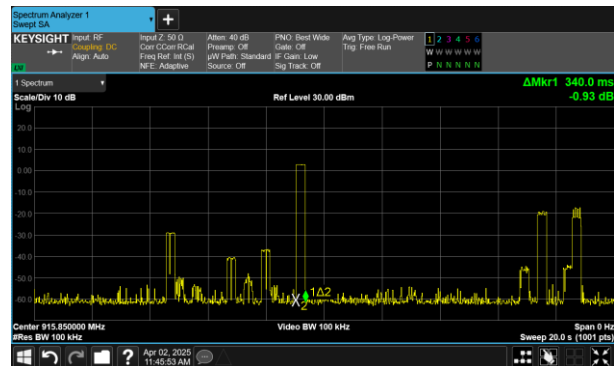 Spectrum Analyzer 1
Swept SA
+
KEYSIGHT Input: RF Input Z: 50 Ω Atten: 40 dB PNO: Best Wide Avg Type: Log-Power 1 2 3 4 5 6
Coupling: DC Corr CCorr RCal Preamp: Off Gate: Off Trig: Free Run W W W W W W
Align: Auto Freq Ref: Int (S) µW Path: Standard IF Gain: Low P N N N N N
NFE: Adaptive Source: Off Sig Track: Off
1 Spectrum ΔMkr1 340.0 ms
Scale/Div 10 dB Ref Level 30.00 dBm -0.93 dB
Log
20.0
10.0
0.00
-10.0
-20.0
-30.0
-40.0
-50.0
-60.0
X2 1Δ2
Center 915.850000 MHz Video BW 100 kHz Span 0 Hz
#Res BW 100 kHz Sweep 20.0 s (1001 pts)
? Apr 02, 2025
11:45:53 AM